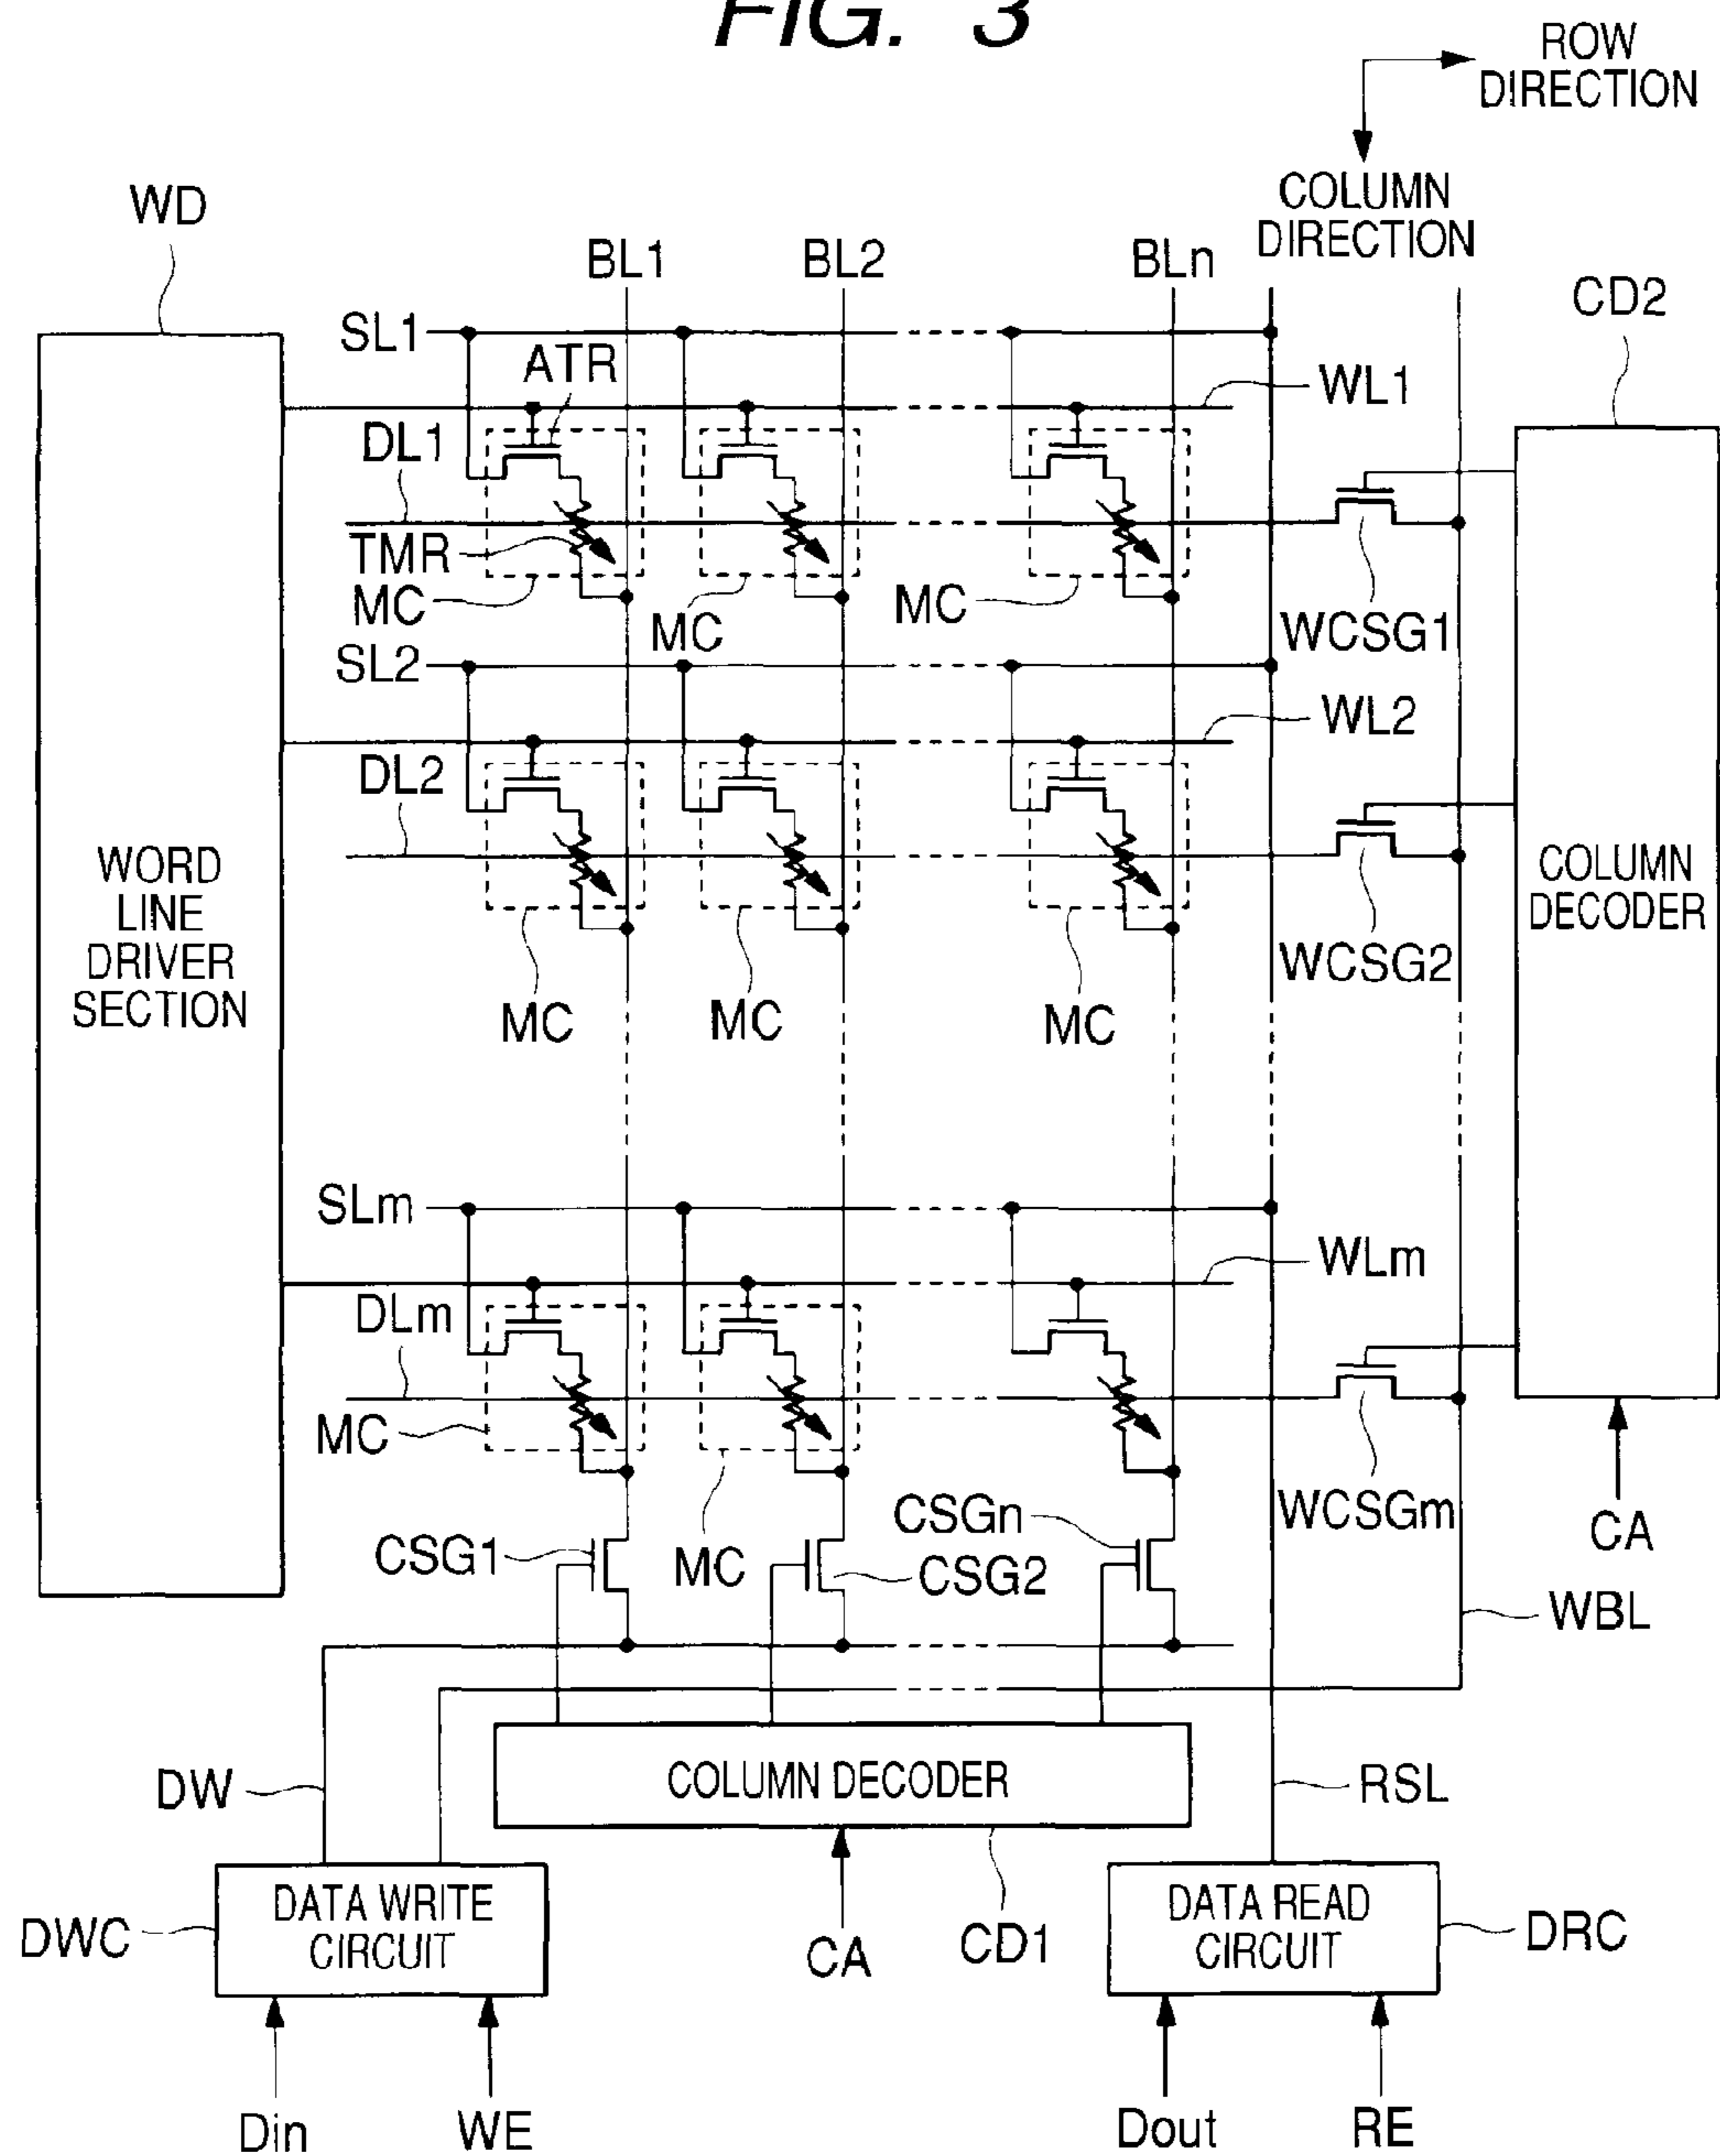 FIG. 3
ROW
DIRECTION
COLUMN
DIRECTION
WD
BL1
BL2
BLn
CD2
SL1
ATR
WL1
DL1
TMR
MC
MC
MC
WCSG1
SL2
WL2
DL2
WORD
LINE
DRIVER
SECTION
COLUMN
DECODER
WCSG2
MC
MC
MC
SLm
WLm
DLm
MC
WCSGm
CSGn
CA
CSG1
MC
CSG2
WBL
DW
COLUMN DECODER
RSL
DWC
DATA WRITE
CIRCUIT
CA
CD1
DATA READ
CIRCUIT
DRC
Din
WE
Dout
RE